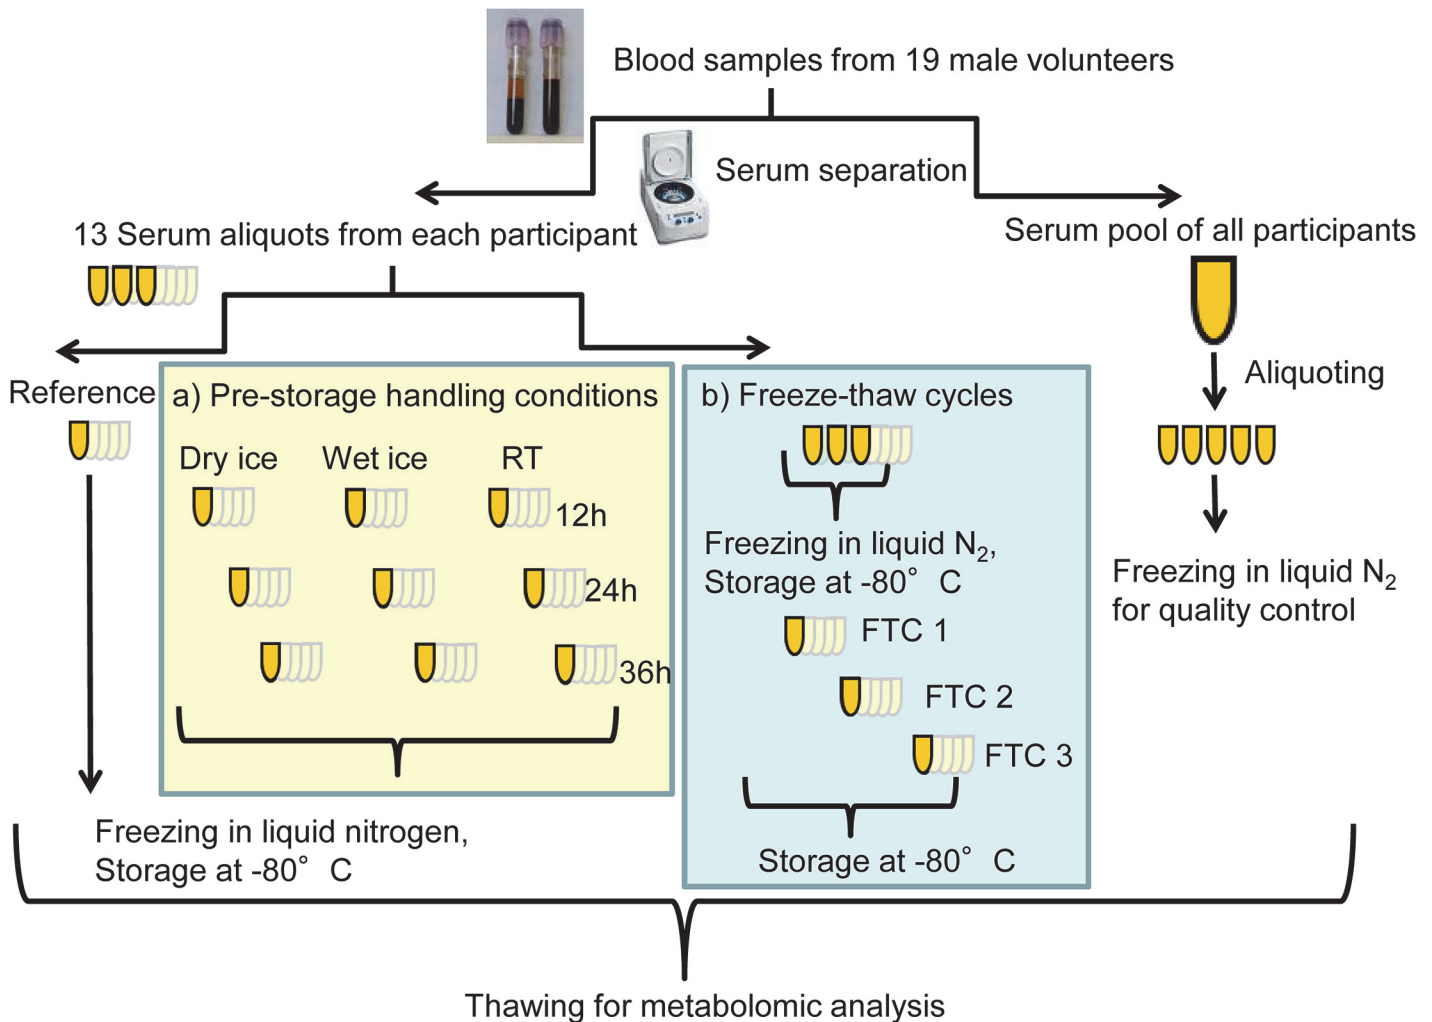 Blood samples from 19 male volunteers
Serum separation
13 Serum aliquots from each participant
Serum pool of all participants
Aliquoting
Reference
a) Pre-storage handling conditions
Dry ice
Wet ice
RT
12h
24h
36h
b) Freeze-thaw cycles
Freezing in liquid N₂,
Storage at -80° C
FTC 1
FTC 2
FTC 3
Storage at -80° C
Freezing in liquid N₂
for quality control
Freezing in liquid nitrogen,
Storage at -80° C
Thawing for metabolomic analysis